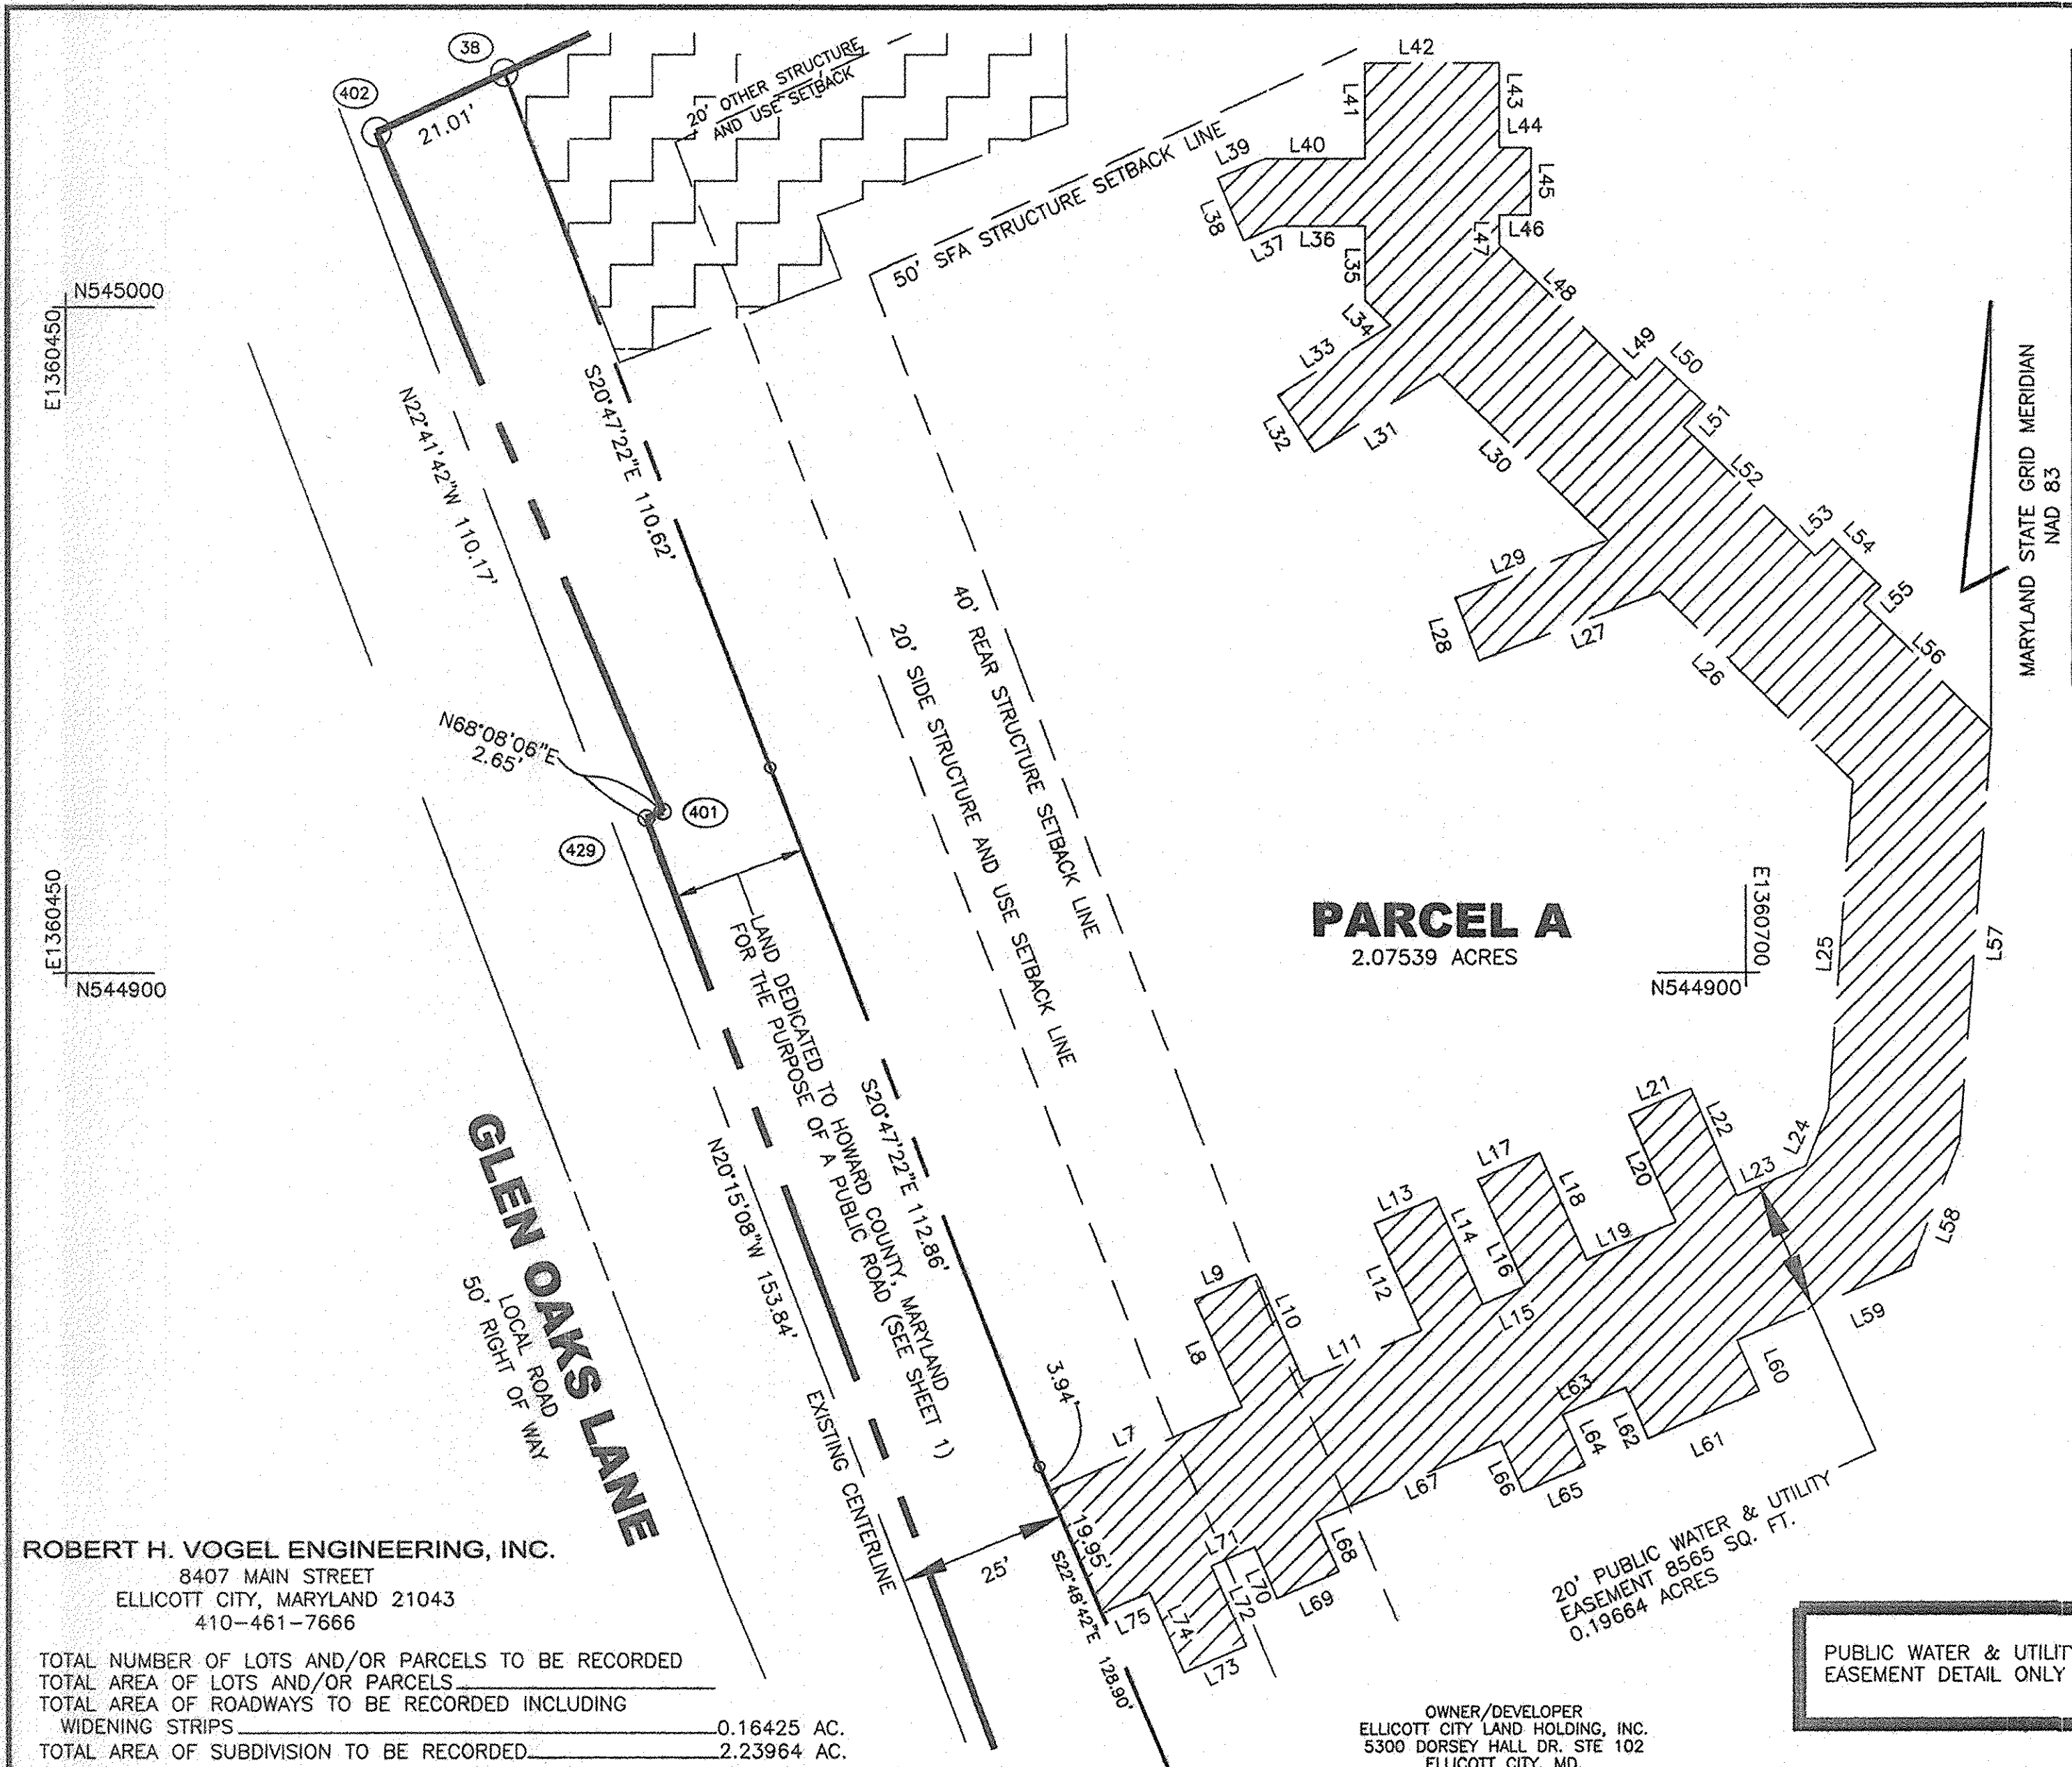 38
402
21.01'
20' OTHER STRUCTURE
AND USE SETBACK
50' SFA STRUCTURE SETBACK LINE
L42
L41
L43
L44
L39
L40
L45
L38
L37
L36
L46
L47
L35
L48
L34
L33
L49
L50
L32
L31
L51
L30
L52
L53
L54
L29
L55
L28
L27
L56
L26
N545000
E1360450
N22°41'42"W 110.17'
S20°47'22"E 110.62'
MARYLAND STATE GRID MERIDIAN
NAD 83
N68°08'06"E
2.65'
401
429
20' SIDE STRUCTURE AND USE SETBACK LINE
40' REAR STRUCTURE SETBACK LINE
PARCEL A
2.07539 ACRES
E1360700
N544900
L25
L57
E1360450
N544900
LAND DEDICATED TO HOWARD COUNTY, MARYLAND
FOR THE PURPOSE OF A PUBLIC ROAD (SEE SHEET 1)
S20°47'22"E 112.86'
N20°15'08"W 153.84'
GLEN OAKS LANE
LOCAL ROAD
50' RIGHT OF WAY
EXISTING CENTERLINE
L21
L22
L20
L23
L24
L17
L18
L19
L13
L14
L16
L12
L15
L9
L10
L8
L11
L7
L58
L59
L60
L63
L64
L62
L61
L67
L66
L65
L68
L71
L70
L72
L69
L75
L74
L73
3.94'
19.95'
25'
S22°48'42"E 128.90'
20' PUBLIC WATER & UTILITY
EASEMENT 8565 SQ. FT.
0.19664 ACRES
ROBERT H. VOGEL ENGINEERING, INC.
8407 MAIN STREET
ELLICOTT CITY, MARYLAND 21043
410-461-7666
TOTAL NUMBER OF LOTS AND/OR PARCELS TO BE RECORDED
TOTAL AREA OF LOTS AND/OR PARCELS
TOTAL AREA OF ROADWAYS TO BE RECORDED INCLUDING
WIDENING STRIPS 0.16425 AC.
TOTAL AREA OF SUBDIVISION TO BE RECORDED 2.23964 AC.
OWNER/DEVELOPER
ELLICOTT CITY LAND HOLDING, INC.
5300 DORSEY HALL DR. STE 102
ELLICOTT CITY, MD.
PUBLIC WATER & UTILIT
EASEMENT DETAIL ONLY